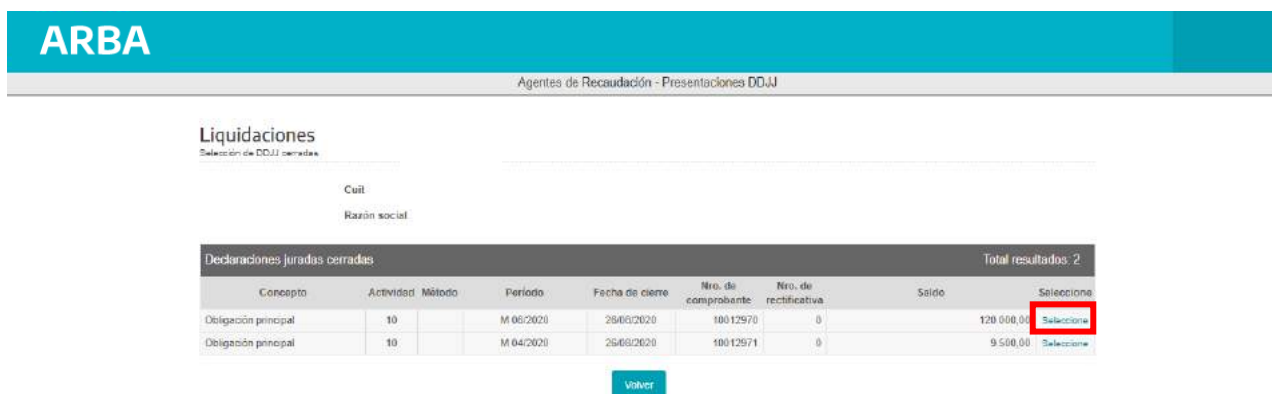 ARBA
Agentes de Recaudación - Presentaciones DDJJ
Liquidaciones
Selección de DDJJ cerradas
Cuit
Razón social
Declaraciones juradas cerradas Total resultados: 2
Concepto Actividad Método Período Fecha de cierre Nro. de comprobante Nro. de rectificativa Saldo Seleccione
Obligación principal 10 M 06/2020 26/08/2020 10012970 0 120.000,00 Seleccione
Obligación principal 10 M 04/2020 26/08/2020 10012971 0 9.500,00 Seleccione
Volver